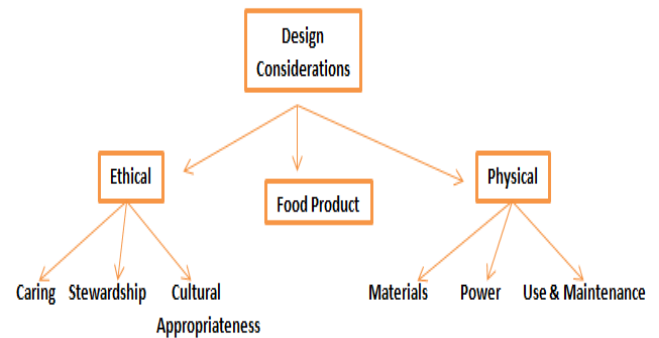 Design
Considerations
Ethical
Food Product
Physical
Caring
Stewardship
Cultural
Appropriateness
Materials
Power
Use & Maintenance